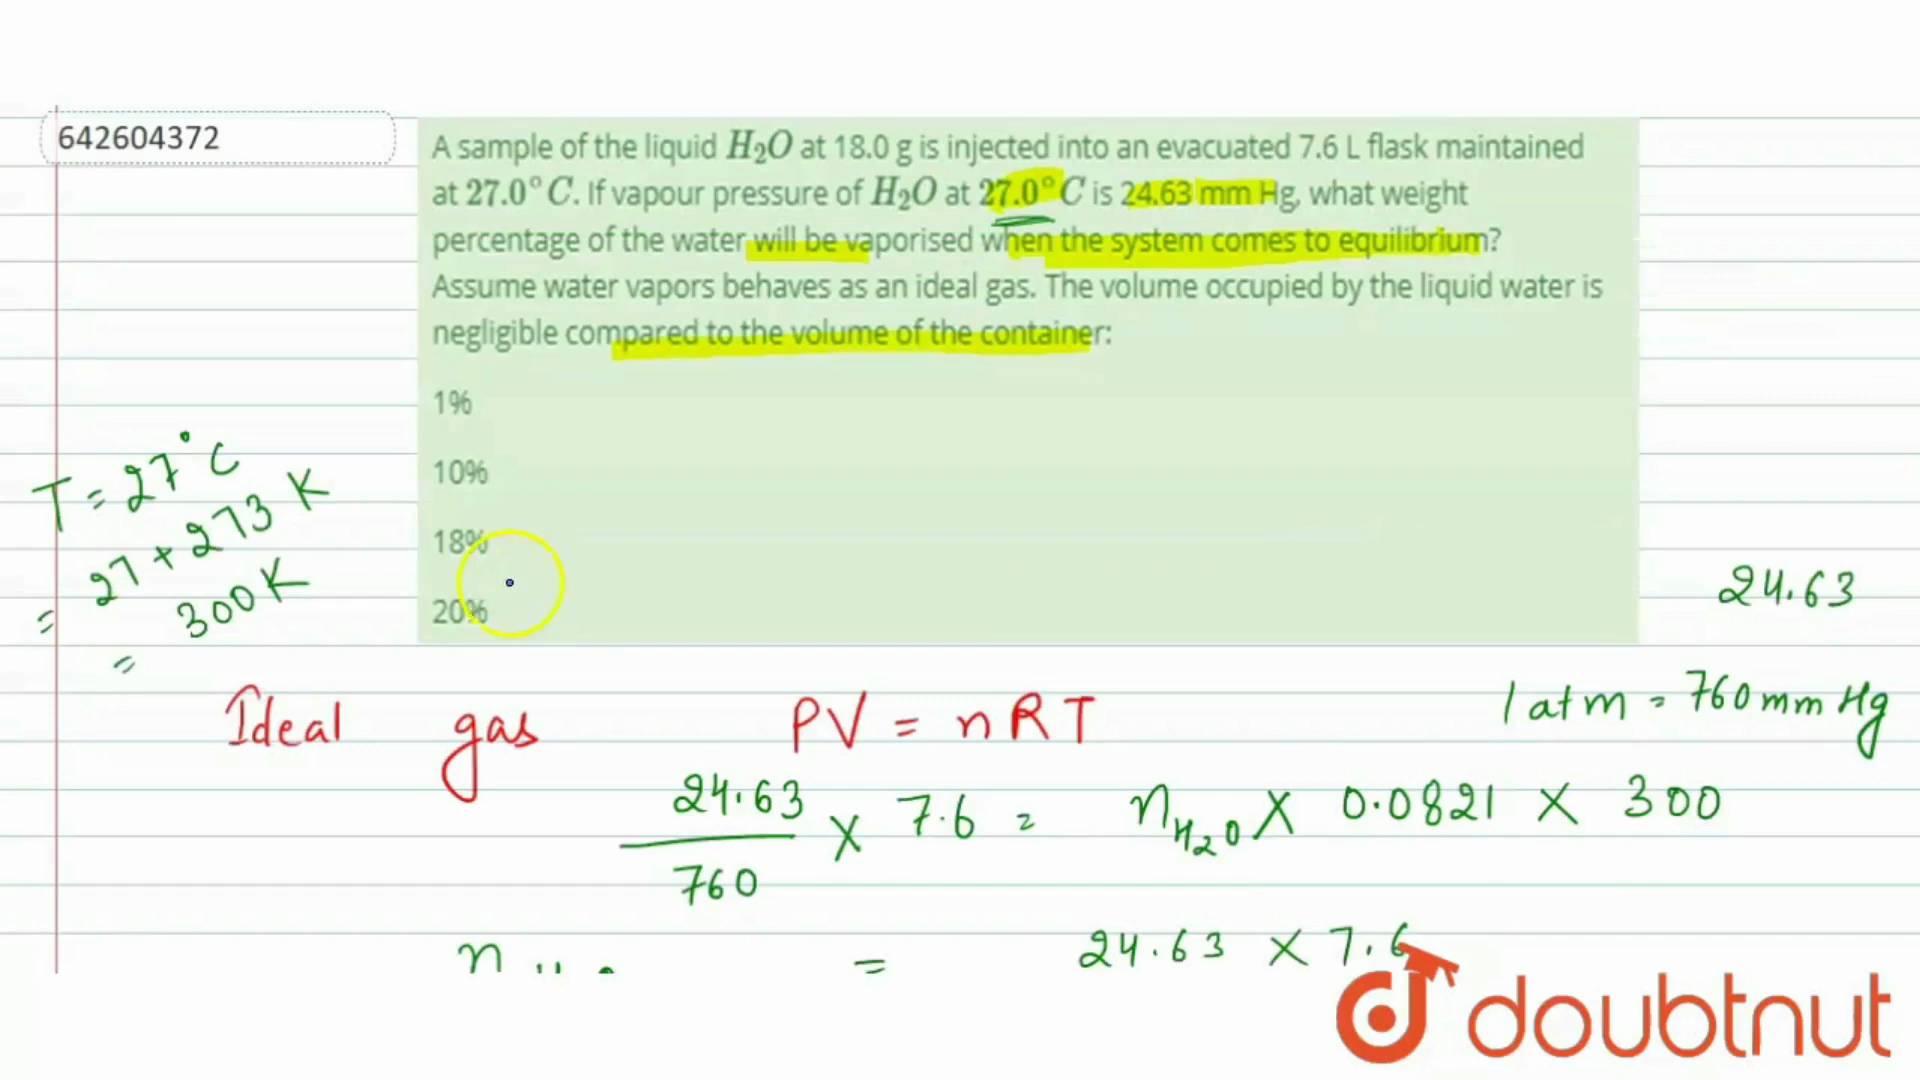 642604372
A sample of the liquid H₂O at 18.0 g is injected into an evacuated 7.6 L flask maintained
at 27.0°C. If vapour pressure of H₂O at 27.0°C is 24.63 mm Hg, what weight
percentage of the water will be vaporised when the system comes to equilibrium?
Assume water vapors behaves as an ideal gas. The volume occupied by the liquid water is
negligible compared to the volume of the container:
1%
10%
18%
20%
T = 27°C
= 27 + 273 K
= 300 K
24.63
Ideal gas PV = nRT
1 atm = 760 mm Hg
24.63/760 × 7.6 = n H₂O × 0.0821 × 300
n = 24.63 × 7.6
doubtnut